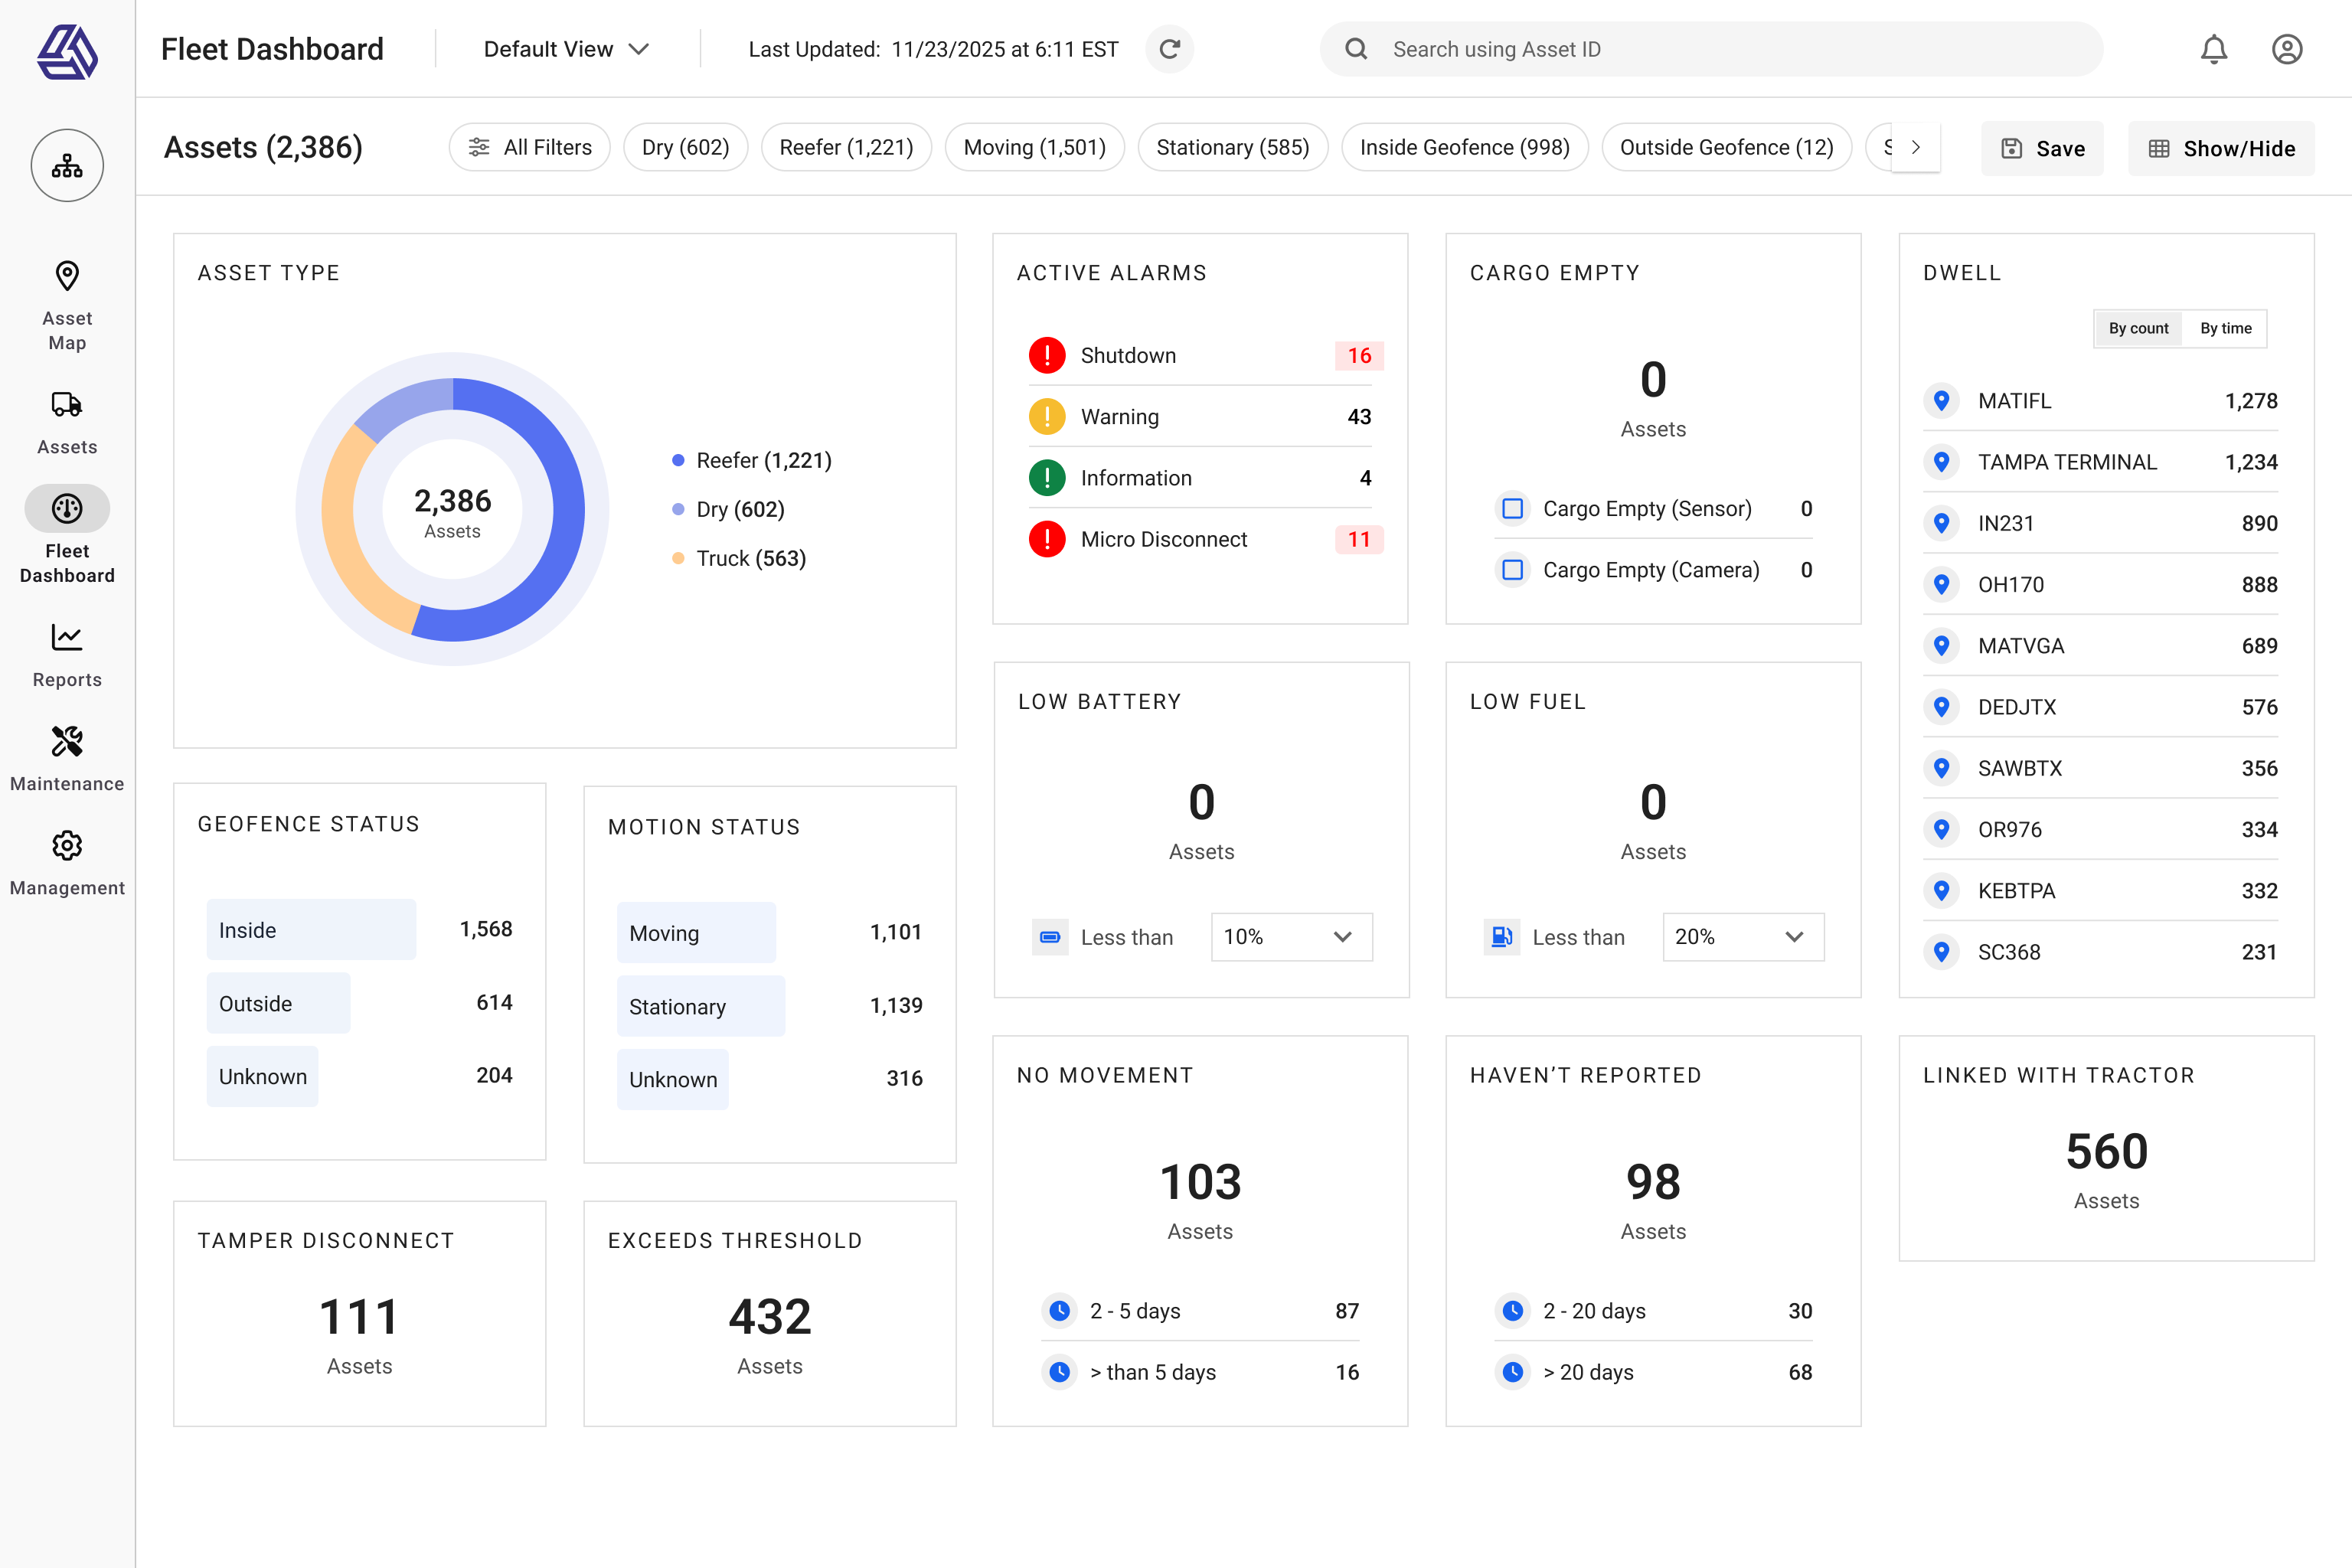 Fleet Dashboard
Default View
Last Updated: 11/23/2025 at 6:11 EST
Search using Asset ID
Asset
Map
Assets
Fleet
Dashboard
Reports
Maintenance
Management
Assets (2,386)
All Filters
Dry (602)
Reefer (1,221)
Moving (1,501)
Stationary (585)
Inside Geofence (998)
Outside Geofence (12)
Save
Show/Hide
ASSET TYPE
2,386
Assets
Reefer (1,221)
Dry (602)
Truck (563)
ACTIVE ALARMS
Shutdown 16
Warning 43
Information 4
Micro Disconnect 11
CARGO EMPTY
0
Assets
Cargo Empty (Sensor) 0
Cargo Empty (Camera) 0
DWELL
By count By time
MATIFL 1,278
TAMPA TERMINAL 1,234
IN231 890
OH170 888
MATVGA 689
DEDJTX 576
SAWBTX 356
OR976 334
KEBTPA 332
SC368 231
LOW BATTERY
0
Assets
Less than 10%
LOW FUEL
0
Assets
Less than 20%
GEOFENCE STATUS
Inside 1,568
Outside 614
Unknown 204
MOTION STATUS
Moving 1,101
Stationary 1,139
Unknown 316
NO MOVEMENT
103
Assets
2 - 5 days 87
> than 5 days 16
HAVEN’T REPORTED
98
Assets
2 - 20 days 30
> 20 days 68
LINKED WITH TRACTOR
560
Assets
TAMPER DISCONNECT
111
Assets
EXCEEDS THRESHOLD
432
Assets